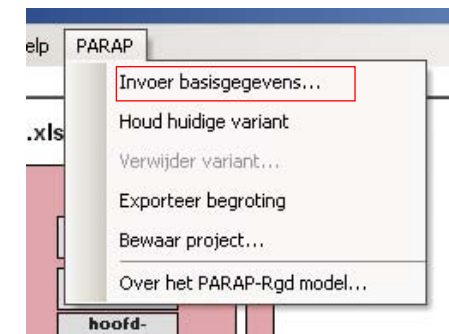 elp PARAP
Invoer basisgegevens...
.xls
Houd huidige variant
Verwijder variant...
Exporteer begroting
Bewaar project...
Over het PARAP-Rgd model...
hoofd-